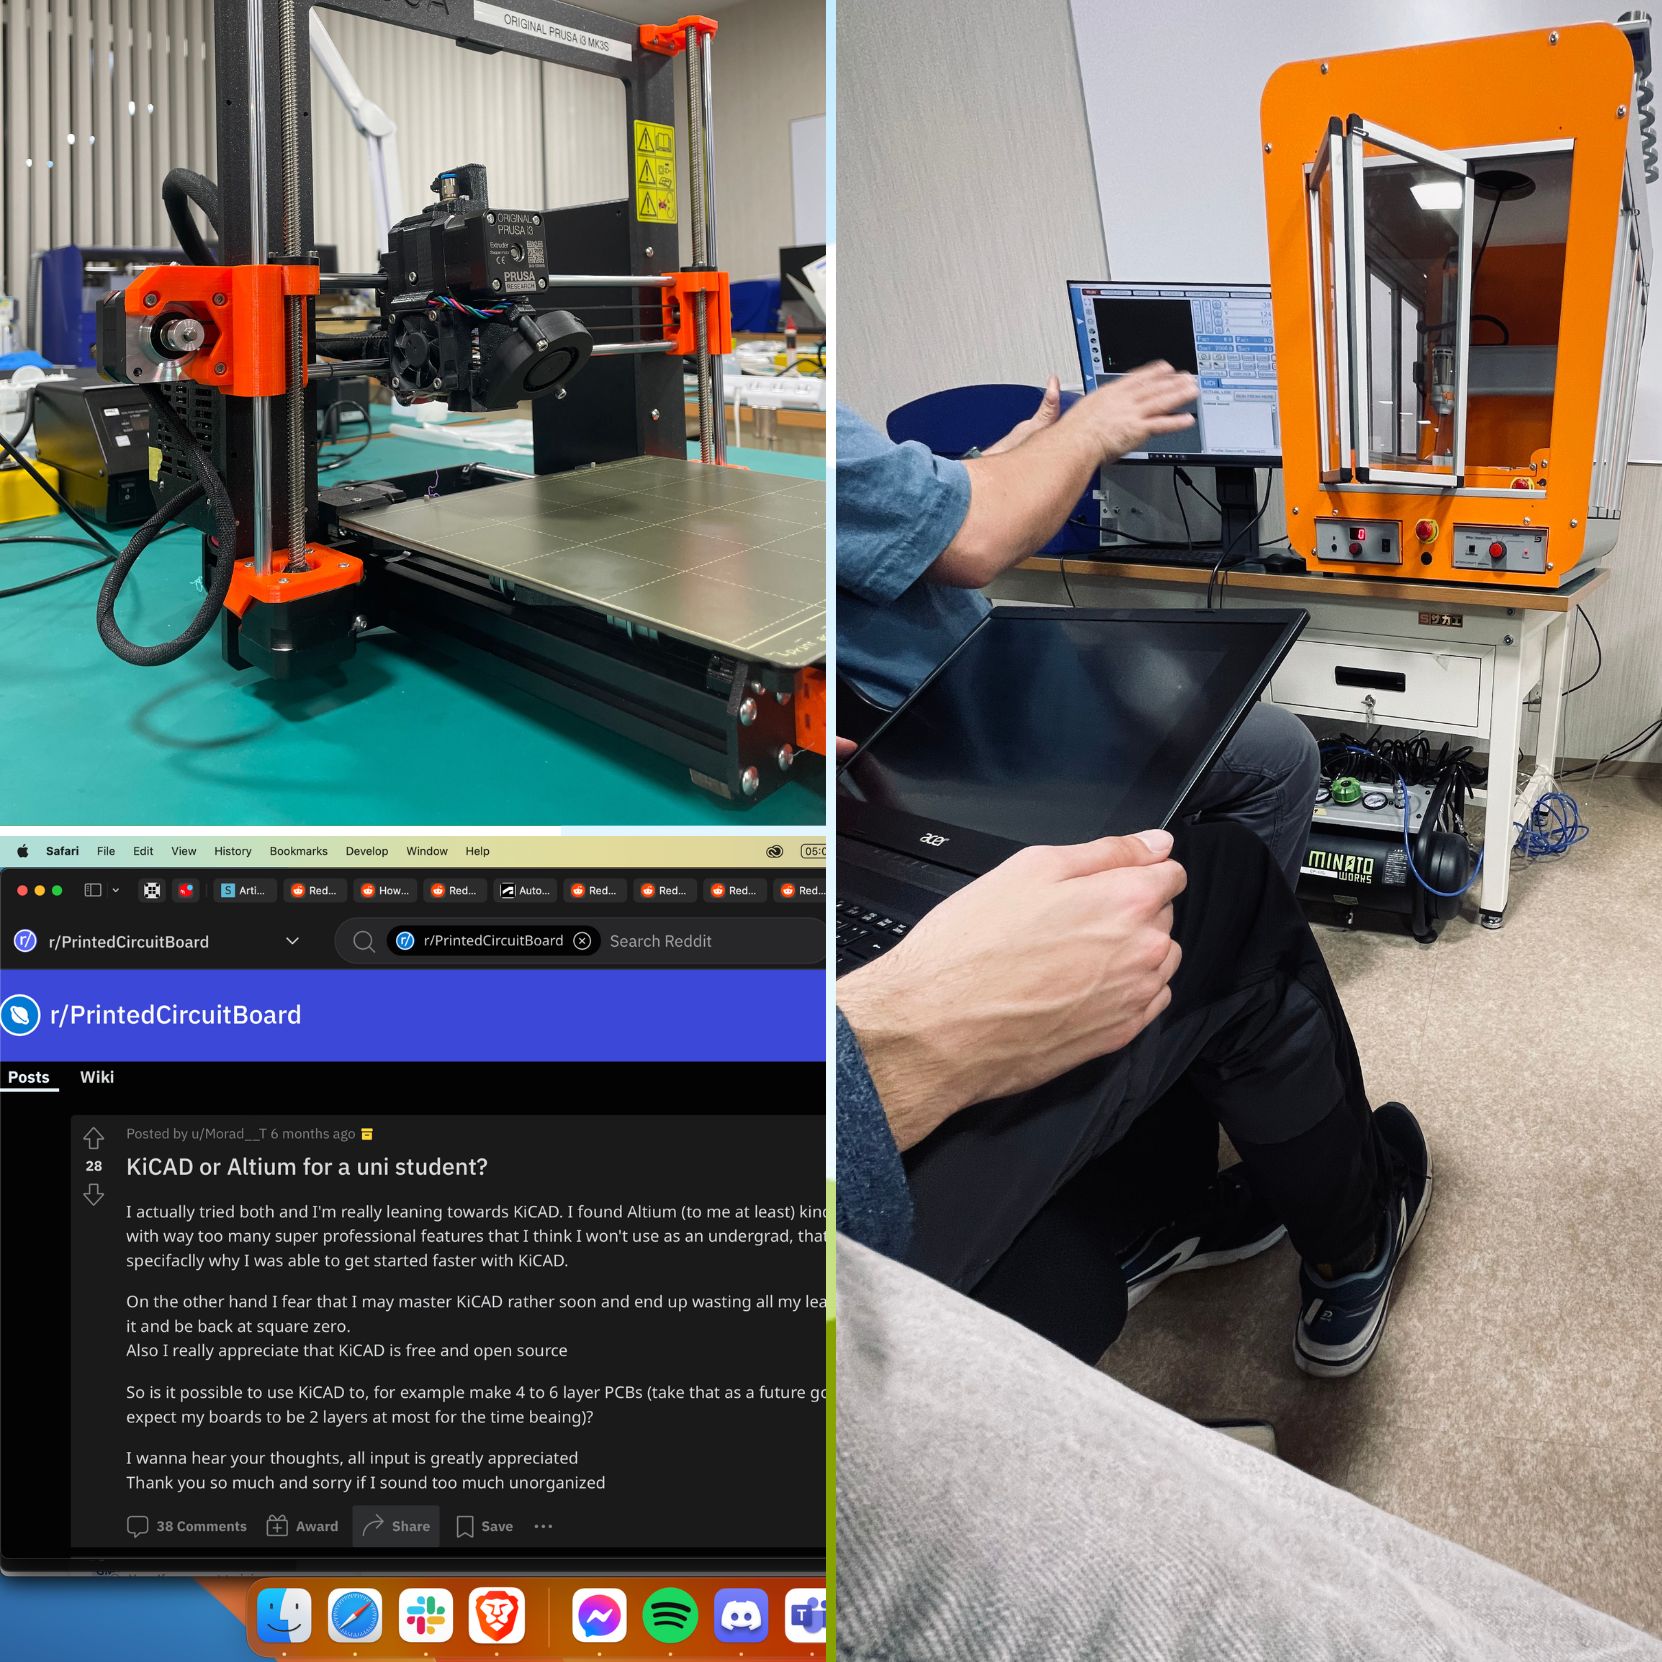 ORIGINAL PRUSA i3 MK3S
ORIGINAL
PRUSA i3
Extruder
PRUSA
RESEARCH
acer
MINATO
WORKS
サカエ
MDI
Safari File Edit View History Bookmarks Develop Window Help
05:0
Arti... Red... How... Red... Auto... Red... Red... Red... Red...
r/PrintedCircuitBoard
r/PrintedCircuitBoard
Search Reddit
r/PrintedCircuitBoard
Posts Wiki
Posted by u/Morad__T 6 months ago
28
KiCAD or Altium for a uni student?
I actually tried both and I'm really leaning towards KiCAD. I found Altium (to me at least) kin
with way too many super professional features that I think I won't use as an undergrad, that
specifaclly why I was able to get started faster with KiCAD.
On the other hand I fear that I may master KiCAD rather soon and end up wasting all my lea
it and be back at square zero.
Also I really appreciate that KiCAD is free and open source
So is it possible to use KiCAD to, for example make 4 to 6 layer PCBs (take that as a future go
expect my boards to be 2 layers at most for the time beaing)?
I wanna hear your thoughts, all input is greatly appreciated
Thank you so much and sorry if I sound too much unorganized
38 Comments Award Share Save